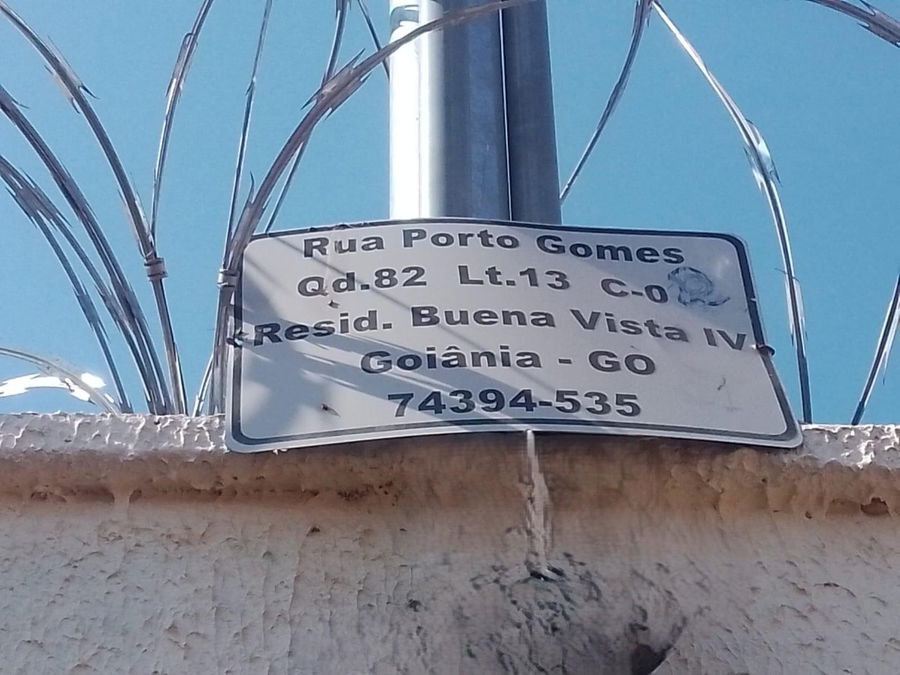 Rua Porto Gomes
Qd.82 Lt.13 C-0
Resid. Buena Vista IV
Goiânia - GO
74394-535